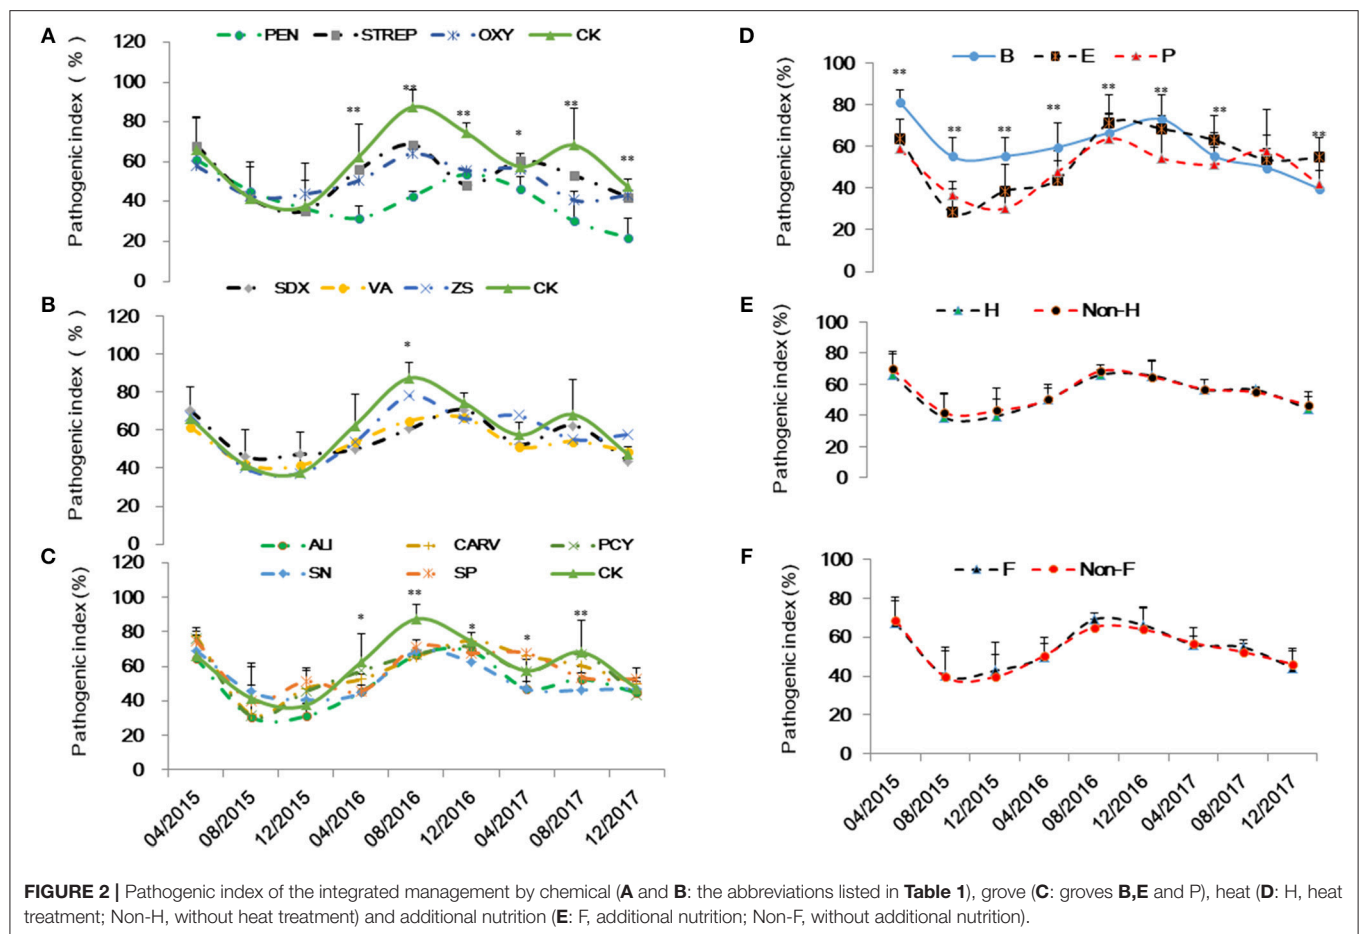 A
PEN STREP OXY CK
Pathogenic index ( % )
120
100
80
60
40
20
0
** ** ** * ** **
B
SDX VA ZS CK
Pathogenic index ( % )
120
100
80
60
40
20
0
*
C
ALI CARV PCY
SN SP CK
Pathogenic index (%)
120
100
80
60
40
20
0
* ** * * **
04/2015 08/2015 12/2015 04/2016 08/2016 12/2016 04/2017 08/2017 12/2017
D
B E P
Pathogenic index (%)
100
80
60
40
20
0
** ** ** ** ** ** ** **
E
H Non-H
Pathogenic index (%)
100
80
60
40
20
0
F
F Non-F
Pathogenic index (%)
100
80
60
40
20
0
04/2015 08/2015 12/2015 04/2016 08/2016 12/2016 04/2017 08/2017 12/2017
FIGURE 2 | Pathogenic index of the integrated management by chemical (A and B: the abbreviations listed in Table 1), grove (C: groves B,E and P), heat (D: H, heat
treatment; Non-H, without heat treatment) and additional nutrition (E: F, additional nutrition; Non-F, without additional nutrition).